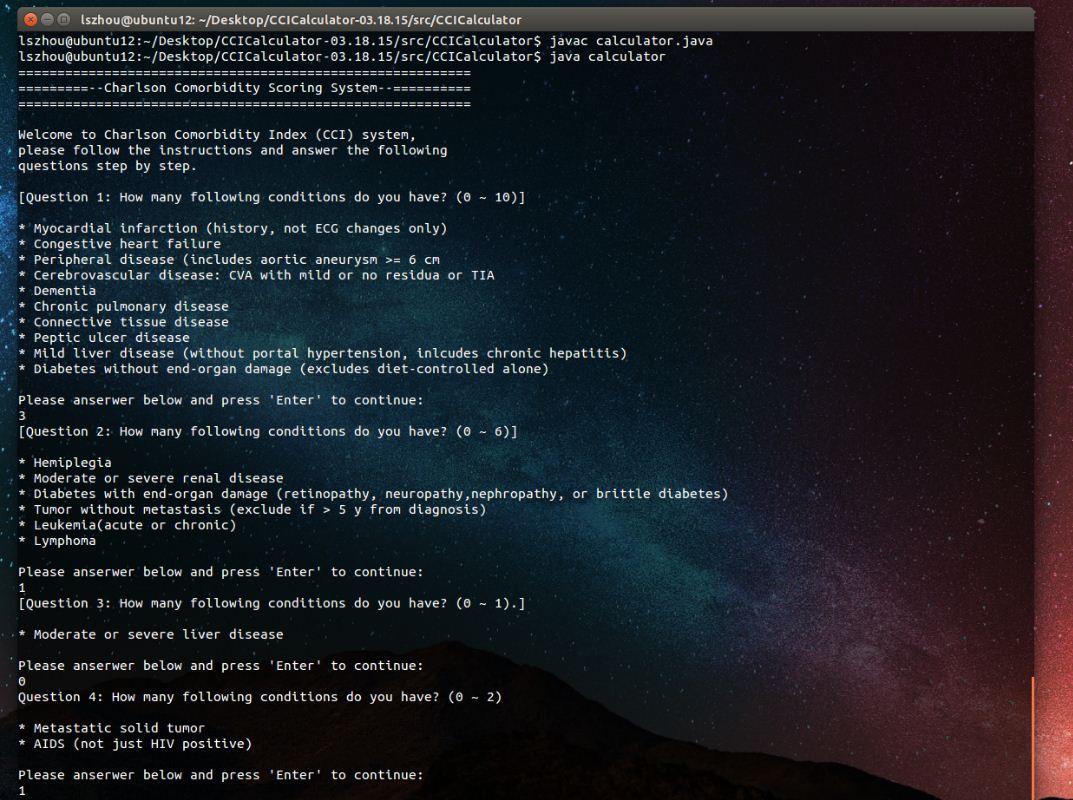 lszhou@ubuntu12: ~/Desktop/CCICalculator-03.18.15/src/CCICalculator
lszhou@ubuntu12:~/Desktop/CCICalculator-03.18.15/src/CCICalculator$ javac calculator.java
lszhou@ubuntu12:~/Desktop/CCICalculator-03.18.15/src/CCICalculator$ java calculator
==========================================================
=========--Charlson Comorbidity Scoring System--==========
==========================================================
Welcome to Charlson Comorbidity Index (CCI) system,
please follow the instructions and answer the following
questions step by step.
[Question 1: How many following conditions do you have? (0 ~ 10)]
* Myocardial infarction (history, not ECG changes only)
* Congestive heart failure
* Peripheral disease (includes aortic aneurysm >= 6 cm
* Cerebrovascular disease: CVA with mild or no residua or TIA
* Dementia
* Chronic pulmonary disease
* Connective tissue disease
* Peptic ulcer disease
* Mild liver disease (without portal hypertension, inlcudes chronic hepatitis)
* Diabetes without end-organ damage (excludes diet-controlled alone)
Please anserwer below and press 'Enter' to continue:
3
[Question 2: How many following conditions do you have? (0 ~ 6)]
* Hemiplegia
* Moderate or severe renal disease
* Diabetes with end-organ damage (retinopathy, neuropathy,nephropathy, or brittle diabetes)
* Tumor without metastasis (exclude if > 5 y from diagnosis)
* Leukemia(acute or chronic)
* Lymphoma
Please anserwer below and press 'Enter' to continue:
1
[Question 3: How many following conditions do you have? (0 ~ 1).]
* Moderate or severe liver disease
Please anserwer below and press 'Enter' to continue:
0
Question 4: How many following conditions do you have? (0 ~ 2)
* Metastatic solid tumor
* AIDS (not just HIV positive)
Please anserwer below and press 'Enter' to continue:
1